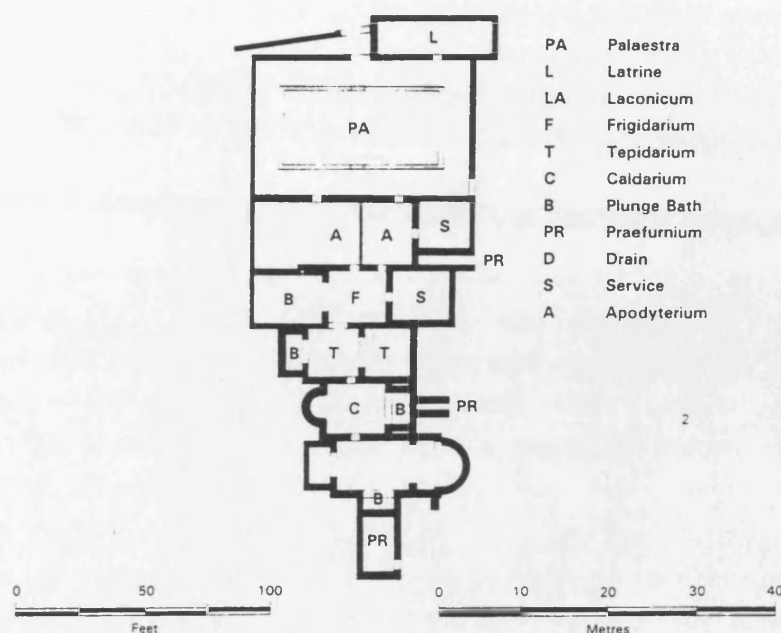 L
PA
A A S
PR
B F S
B T T
C B PR
B
PR
PA Palaestra
L Latrine
LA Laconicum
F Frigidarium
T Tepidarium
C Caldarium
B Plunge Bath
PR Praefurnium
D Drain
S Service
A Apodyterium
2
0 50 100
Feet
0 10 20 30 40
Metres